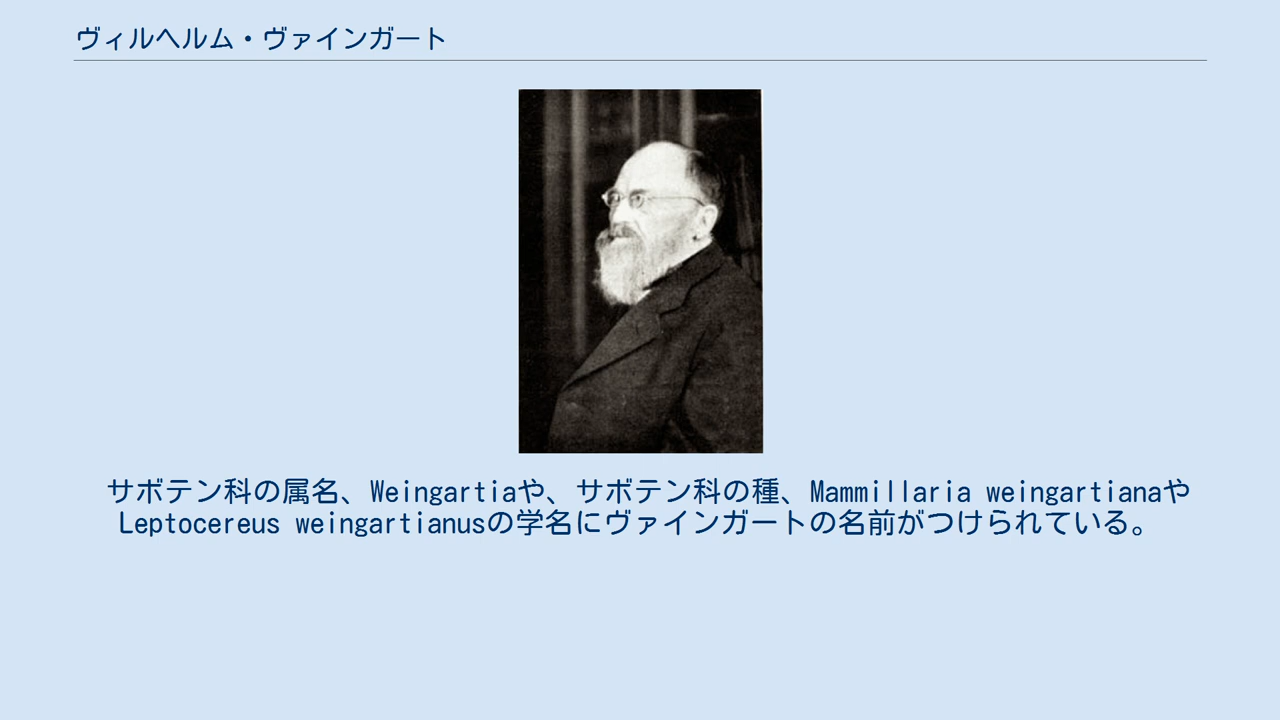 ヴィルヘルム・ヴァインガート
サボテン科の属名、Weingartiaや、サボテン科の種、Mammillaria weingartianaや
Leptocereus weingartianusの学名にヴァインガートの名前がつけられている。